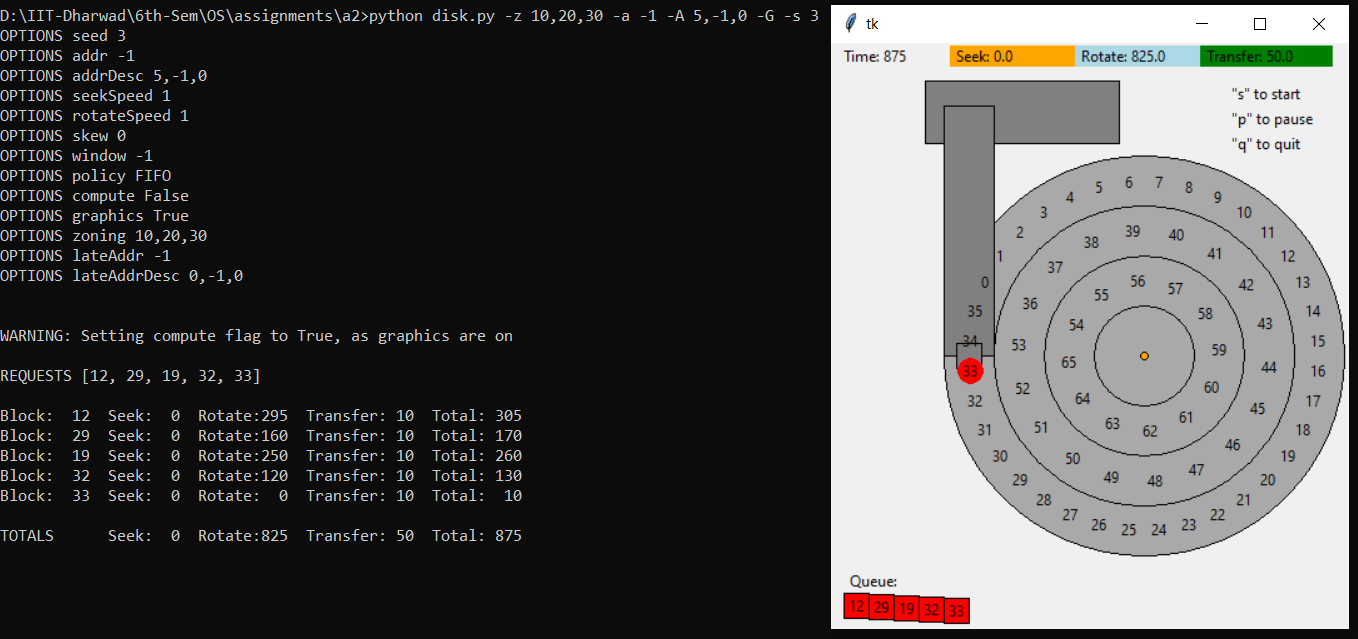 D:\IIT-Dharwad\6th-Sem\OS\assignments\a2>python disk.py -z 10,20,30 -a -1 -A 5,-1,0 -G -s 3
OPTIONS seed 3
OPTIONS addr -1
OPTIONS addrDesc 5,-1,0
OPTIONS seekSpeed 1
OPTIONS rotateSpeed 1
OPTIONS skew 0
OPTIONS window -1
OPTIONS policy FIFO
OPTIONS compute False
OPTIONS graphics True
OPTIONS zoning 10,20,30
OPTIONS lateAddr -1
OPTIONS lateAddrDesc 0,-1,0
WARNING: Setting compute flag to True, as graphics are on
REQUESTS [12, 29, 19, 32, 33]
Block:  12  Seek:  0  Rotate:295  Transfer: 10  Total: 305
Block:  29  Seek:  0  Rotate:160  Transfer: 10  Total: 170
Block:  19  Seek:  0  Rotate:250  Transfer: 10  Total: 260
Block:  32  Seek:  0  Rotate:120  Transfer: 10  Total: 130
Block:  33  Seek:  0  Rotate:  0  Transfer: 10  Total:  10
TOTALS      Seek:  0  Rotate:825  Transfer: 50  Total: 875
tk
Time: 875 Seek: 0.0 Rotate: 825.0 Transfer: 50.0
"s" to start
"p" to pause
"q" to quit
0
1
2
3
4
5
6
7
8
9
10
11
12
13
14
15
16
17
18
19
20
21
22
23
24
25
26
27
28
29
30
31
32
33
34
35
36
37
38
39
40
41
42
43
44
45
46
47
48
49
50
51
52
53
54
55
56
57
58
59
60
61
62
63
64
65
Queue:
12 29 19 32 33